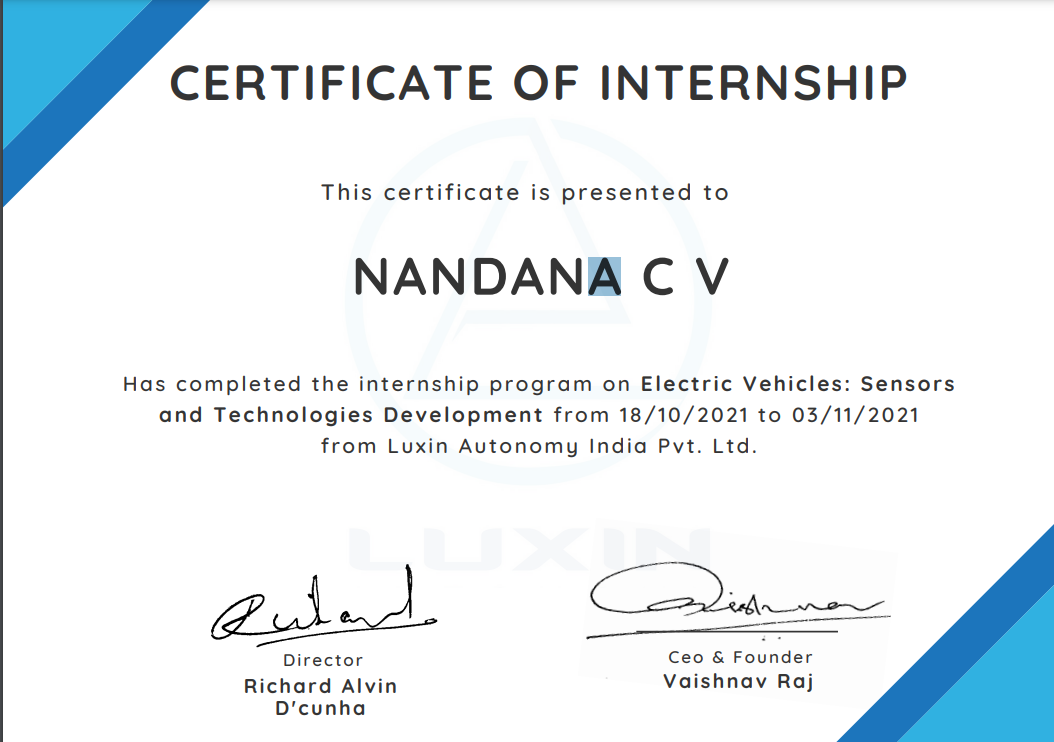 CERTIFICATE OF INTERNSHIP
This certificate is presented to
NANDANA C V
Has completed the internship program on Electric Vehicles: Sensors
and Technologies Development from 18/10/2021 to 03/11/2021
from Luxin Autonomy India Pvt. Ltd.
LUXIN
Richard
Vaishnav
Director
Richard Alvin
D'cunha
Ceo & Founder
Vaishnav Raj